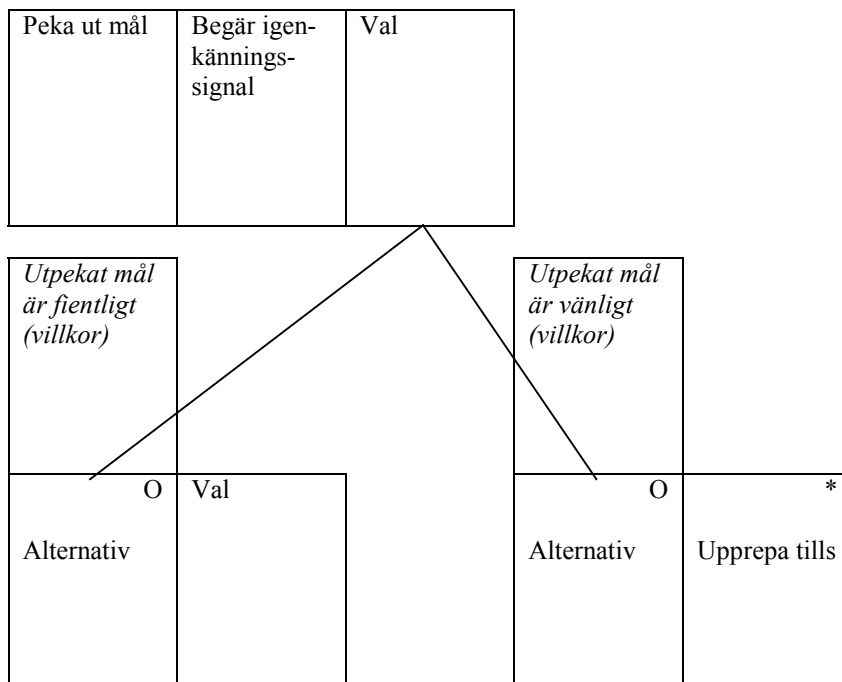 Peka ut mål
Begär igen-
kännings-
signal
Val
Utpekat mål
är fientligt
(villkor)
Utpekat mål
är vänligt
(villkor)
O
Alternativ
Val
O
Alternativ
*
Upprepa tills